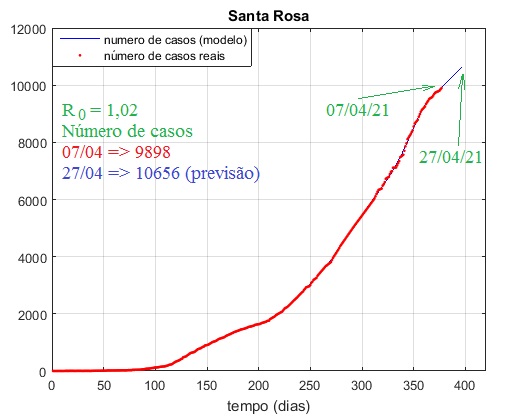 Santa Rosa
numero de casos (modelo)
número de casos reais
R 0 = 1,02
Número de casos
07/04 => 9898
27/04 => 10656 (previsão)
07/04/21
27/04/21
12000
10000
8000
6000
4000
2000
0
0 50 100 150 200 250 300 350 400
tempo (dias)